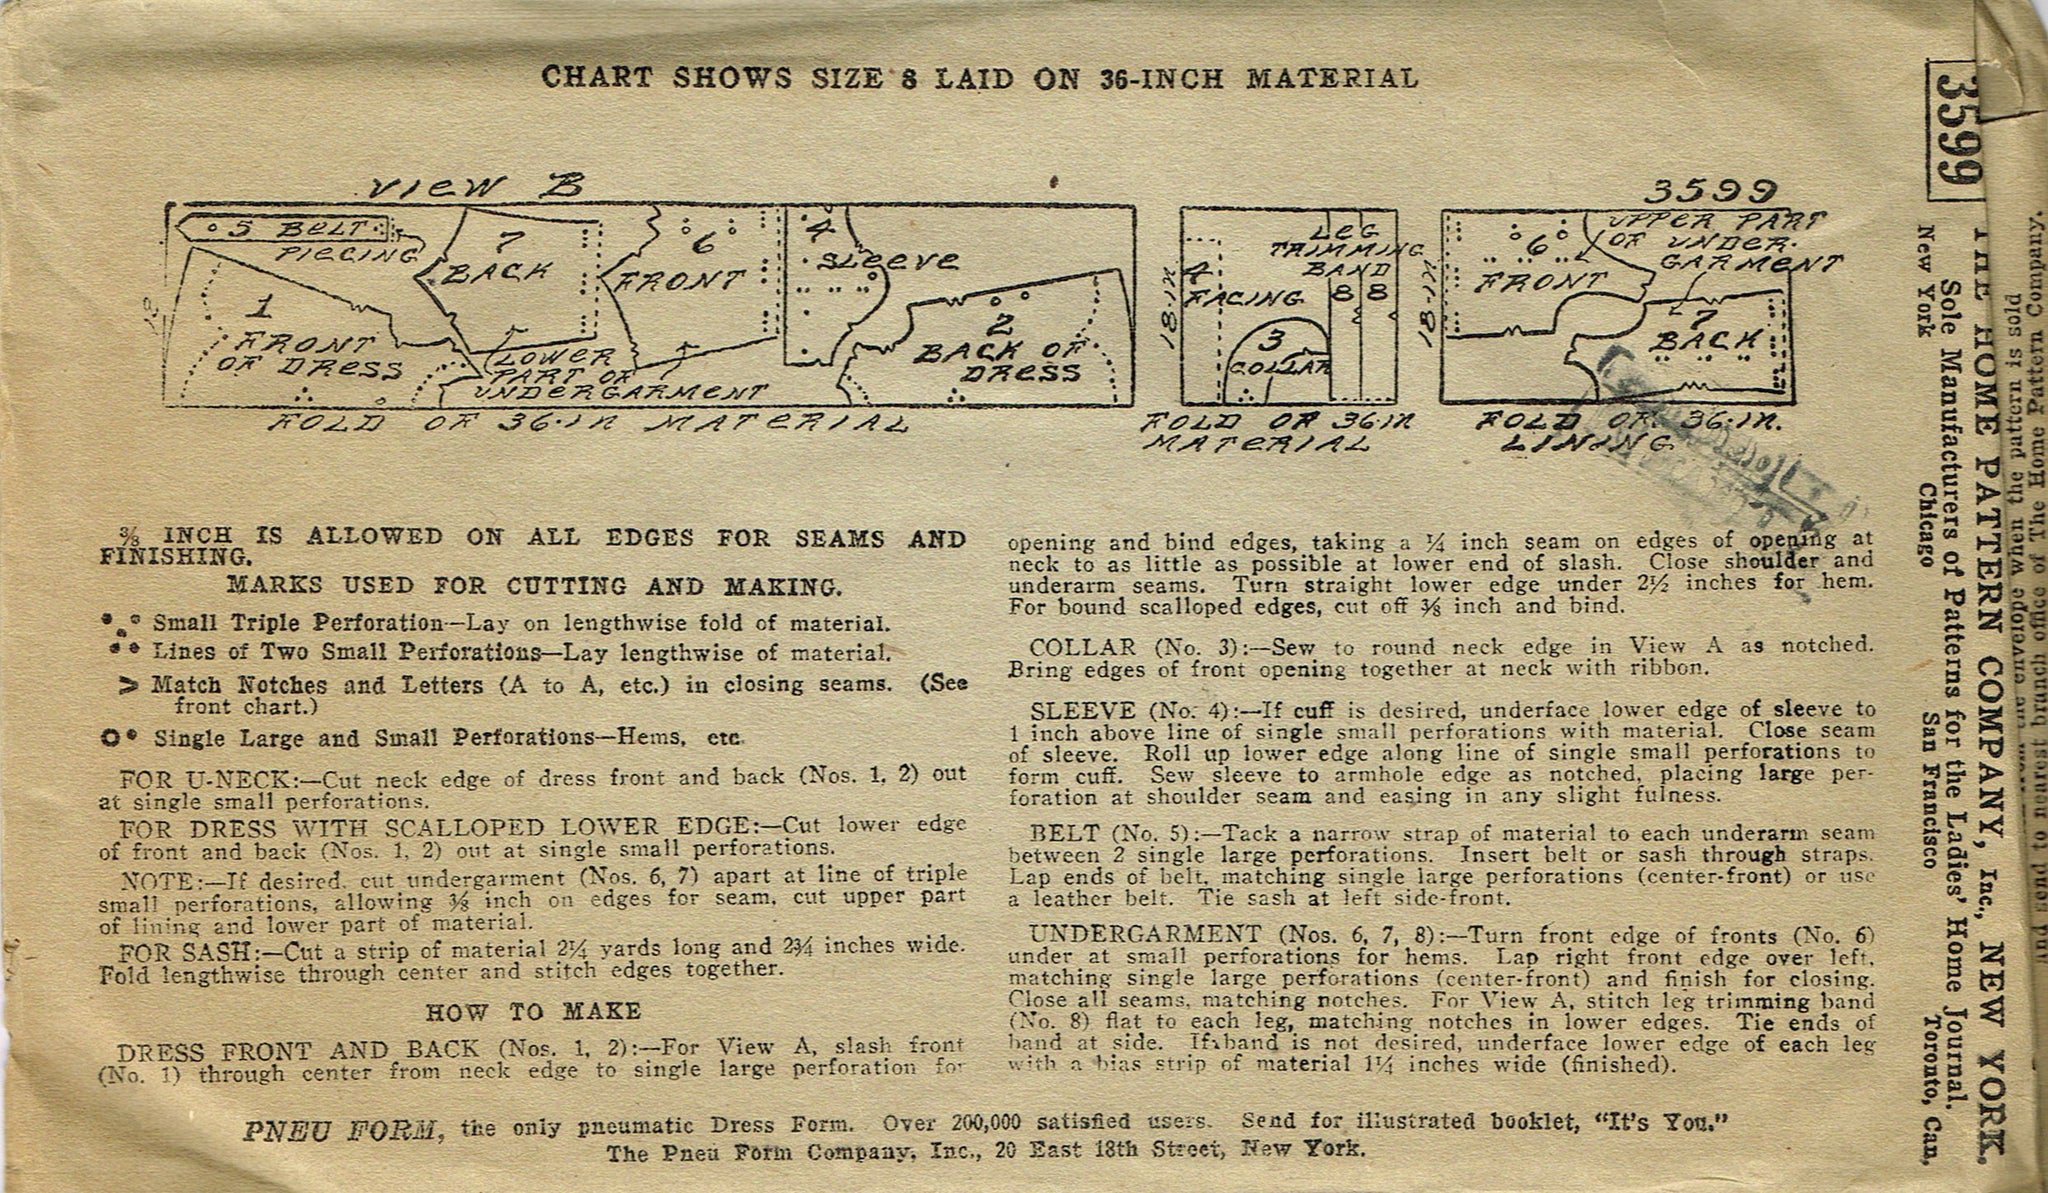 CHART SHOWS SIZE 8 LAID ON 36-INCH MATERIAL
VIEW B
5 BELT
PIECING
7
BACK
6
FRONT
4
SLEEVE
1
FRONT
OF DRESS
LOWER
PART OF
UNDERGARMENT
2
BACK OF
DRESS
FOLD OF 36-IN MATERIAL
18-IN
4
FACING
LEG
TRIMMING
BAND
8 8
3
COLLAR
FOLD OF 36-IN
MATERIAL
3599
18-IN
6
FRONT
UPPER PART
OF UNDER-
GARMENT
7
BACK
FOLD OF 36-IN.
LINING
⅜ INCH IS ALLOWED ON ALL EDGES FOR SEAMS AND
FINISHING.
MARKS USED FOR CUTTING AND MAKING.
Small Triple Perforation—Lay on lengthwise fold of material.
Lines of Two Small Perforations—Lay lengthwise of material.
> Match Notches and Letters (A to A, etc.) in closing seams. (See
front chart.)
Single Large and Small Perforations—Hems, etc.
FOR U-NECK:—Cut neck edge of dress front and back (Nos. 1, 2) out
at single small perforations.
FOR DRESS WITH SCALLOPED LOWER EDGE:—Cut lower edge
of front and back (Nos. 1, 2) out at single small perforations.
NOTE:—If desired, cut undergarment (Nos. 6, 7) apart at line of triple
small perforations, allowing ⅜ inch on edges for seam, cut upper part
of lining and lower part of material.
FOR SASH:—Cut a strip of material 2¼ yards long and 2¾ inches wide.
Fold lengthwise through center and stitch edges together.
HOW TO MAKE
DRESS FRONT AND BACK (Nos. 1, 2):—For View A, slash front
(No. 1) through center from neck edge to single large perforation for
opening and bind edges, taking a ¼ inch seam on edges of opening at
neck to as little as possible at lower end of slash. Close shoulder and
underarm seams. Turn straight lower edge under 2½ inches for hem.
For bound scalloped edges, cut off ⅜ inch and bind.
COLLAR (No. 3):—Sew to round neck edge in View A as notched.
Bring edges of front opening together at neck with ribbon.
SLEEVE (No. 4):—If cuff is desired, underface lower edge of sleeve to
1 inch above line of single small perforations with material. Close seam
of sleeve. Roll up lower edge along line of single small perforations to
form cuff. Sew sleeve to armhole edge as notched, placing large per-
foration at shoulder seam and easing in any slight fulness.
BELT (No. 5):—Tack a narrow strap of material to each underarm seam
between 2 single large perforations. Insert belt or sash through straps.
Lap ends of belt, matching single large perforations (center-front) or use
a leather belt. Tie sash at left side-front.
UNDERGARMENT (Nos. 6, 7, 8):—Turn front edge of fronts (No. 6)
under at small perforations for hems. Lap right front edge over left,
matching single large perforations (center-front) and finish for closing.
Close all seams, matching notches. For View A, stitch leg trimming band
(No. 8) flat to each leg, matching notches in lower edges. Tie ends of
band at side. If band is not desired, underface lower edge of each leg
with a bias strip of material 1¼ inches wide (finished).
PNEU FORM, the only pneumatic Dress Form. Over 200,000 satisfied users. Send for illustrated booklet, "It's You."
The Pneu Form Company, Inc., 20 East 18th Street, New York.
3599
THE HOME PATTERN COMPANY, Inc., NEW YORK.
Sole Manufacturers of Patterns for the Ladies' Home Journal.
New York Chicago San Francisco Toronto, Can.
the envelope when the pattern is sold
and send to nearest branch office of The Home Pattern Company.